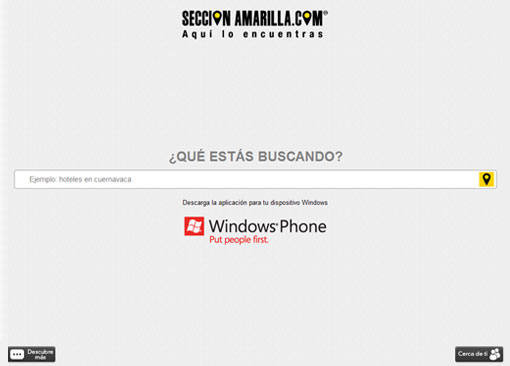 SECCION AMARILLA.COM®
Aquí lo encuentras
¿QUÉ ESTÁS BUSCANDO?
Ejemplo: hoteles en cuernavaca
Descarga la aplicación para tu dispositivo Windows
Windows® Phone
Put people first.
Descubre
más
Cerca de ti